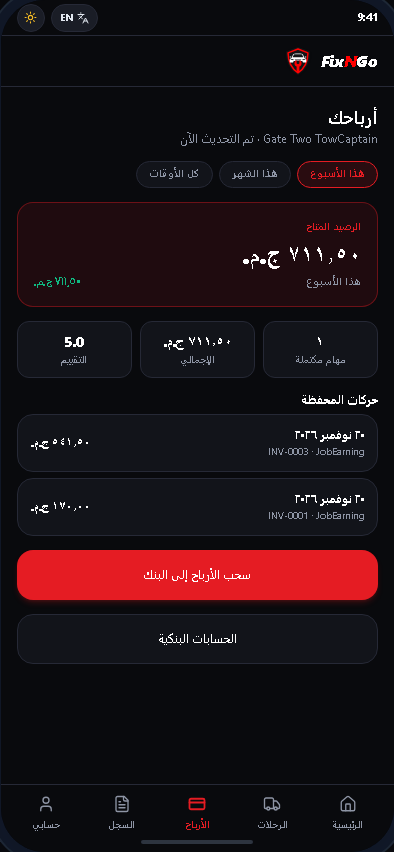 9:41
EN
FixNGo
أرباحك
Gate Two TowCaptain · تم التحديث الآن
هذا الأسبوع
هذا الشهر
كل الأوقات
الرصيد المتاح
٧١١,٥٠ ج.م.
هذا الأسبوع
٧١١,٥٠ ج.م.
١
مهام مكتملة
٧١١,٥٠ ج.م.
الإجمالي
5.0
التقييم
حركات المحفظة
٢٠ نوفمبر ٢٠٢٦
٥٤١,٥٠ ج.م.
INV-0003 · JobEarning
٢٠ نوفمبر ٢٠٢٦
١٧٠,٠٠ ج.م.
INV-0001 · JobEarning
سحب الأرباح إلى البنك
الحسابات البنكية
الرئيسية
الرحلات
الأرباح
السجل
حسابي